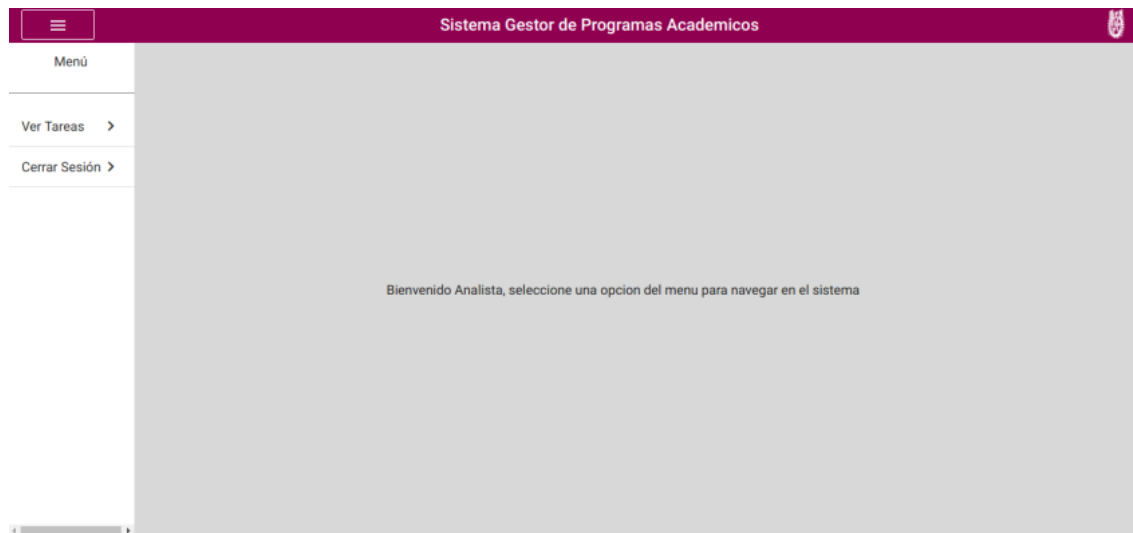 Sistema Gestor de Programas Academicos
Menú
Ver Tareas
Cerrar Sesión
Bienvenido Analista, seleccione una opcion del menu para navegar en el sistema